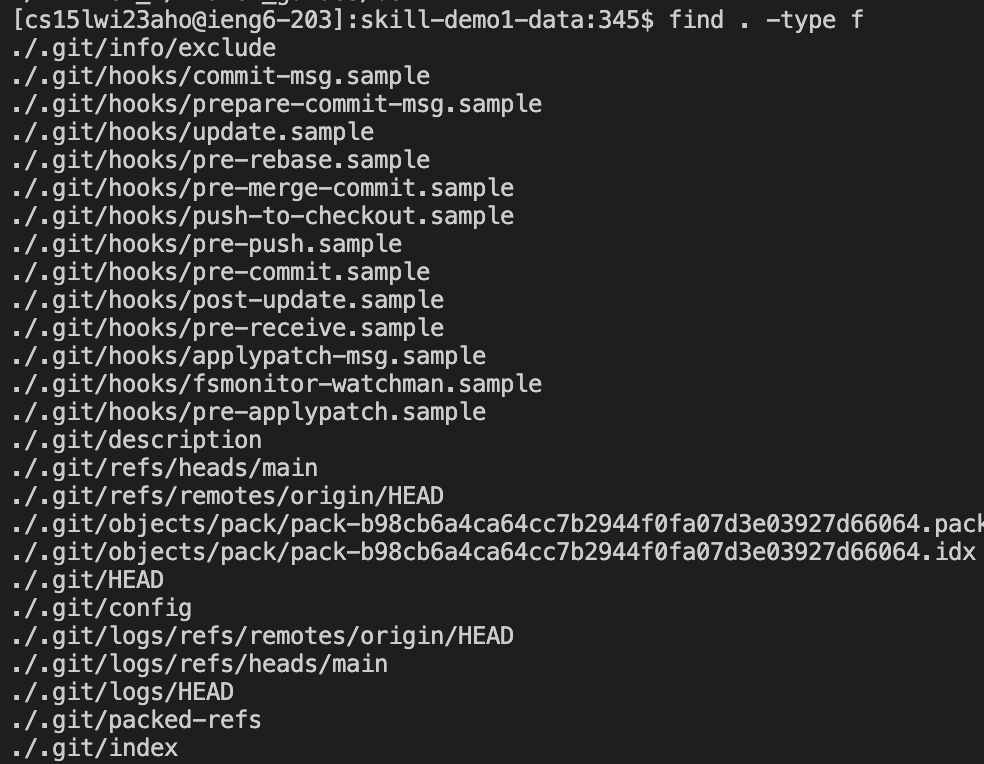 [cs15lwi23aho@ieng6-203]:skill-demo1-data:345$ find . -type f
./.git/info/exclude
./.git/hooks/commit-msg.sample
./.git/hooks/prepare-commit-msg.sample
./.git/hooks/update.sample
./.git/hooks/pre-rebase.sample
./.git/hooks/pre-merge-commit.sample
./.git/hooks/push-to-checkout.sample
./.git/hooks/pre-push.sample
./.git/hooks/pre-commit.sample
./.git/hooks/post-update.sample
./.git/hooks/pre-receive.sample
./.git/hooks/applypatch-msg.sample
./.git/hooks/fsmonitor-watchman.sample
./.git/hooks/pre-applypatch.sample
./.git/description
./.git/refs/heads/main
./.git/refs/remotes/origin/HEAD
./.git/objects/pack/pack-b98cb6a4ca64cc7b2944f0fa07d3e03927d66064.pack
./.git/objects/pack/pack-b98cb6a4ca64cc7b2944f0fa07d3e03927d66064.idx
./.git/HEAD
./.git/config
./.git/logs/refs/remotes/origin/HEAD
./.git/logs/refs/heads/main
./.git/logs/HEAD
./.git/packed-refs
./.git/index